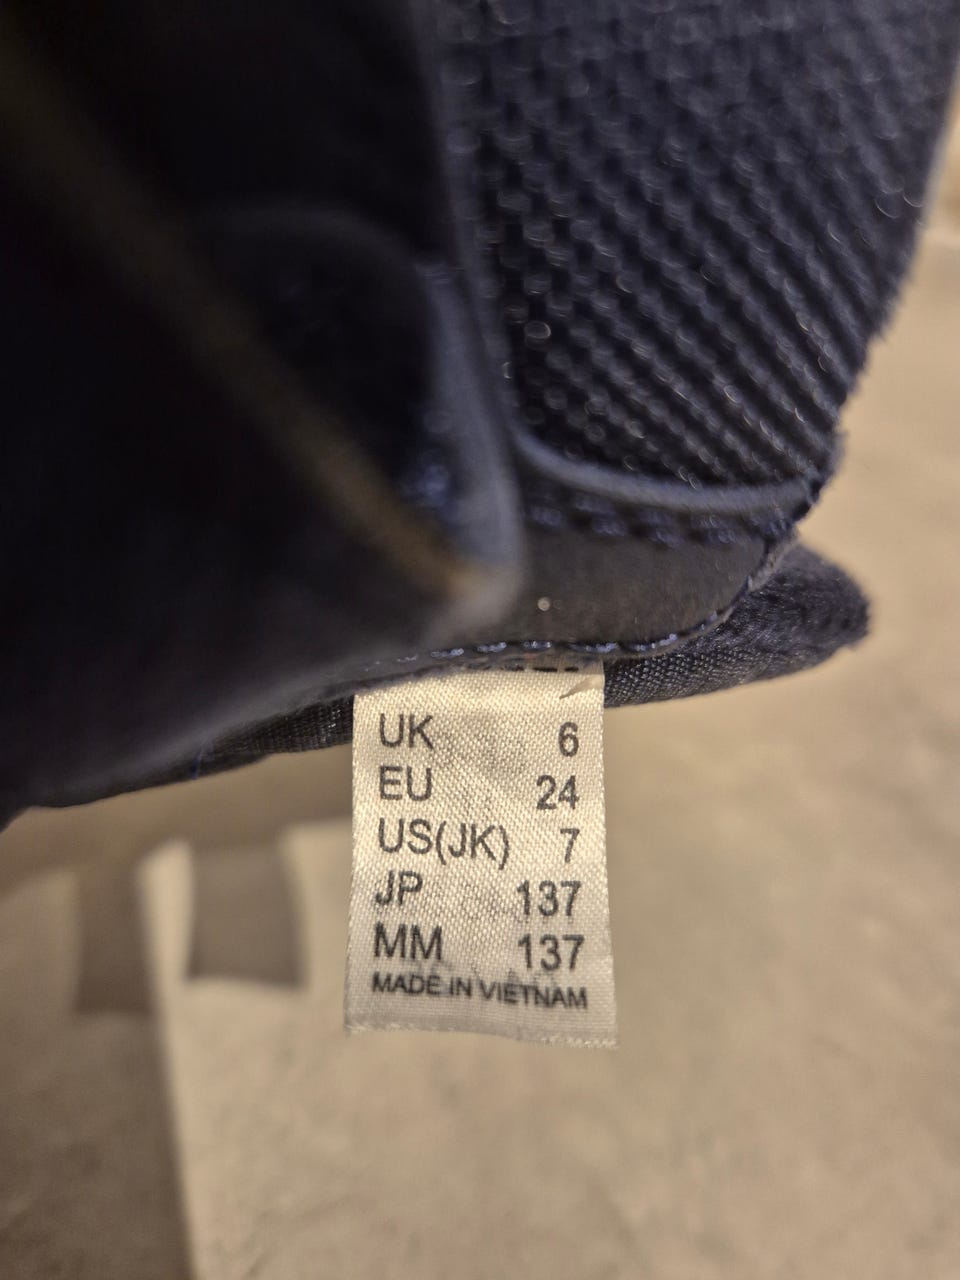 UK 6
EU 24
US(JK) 7
JP 137
MM 137
MADE IN VIETNAM